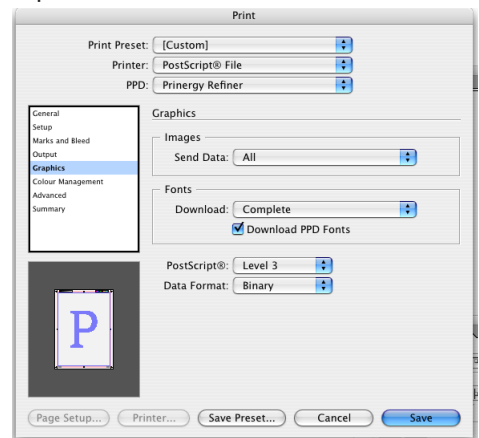 Print
Print Preset: [Custom]
Printer: PostScript® File
PPD: Prinergy Refiner
General
Setup
Marks and Bleed
Output
Graphics
Colour Management
Advanced
Summary
Graphics
Images
Send Data: All
Fonts
Download: Complete
Download PPD Fonts
PostScript®: Level 3
Data Format: Binary
P
Page Setup... Printer... Save Preset... Cancel Save